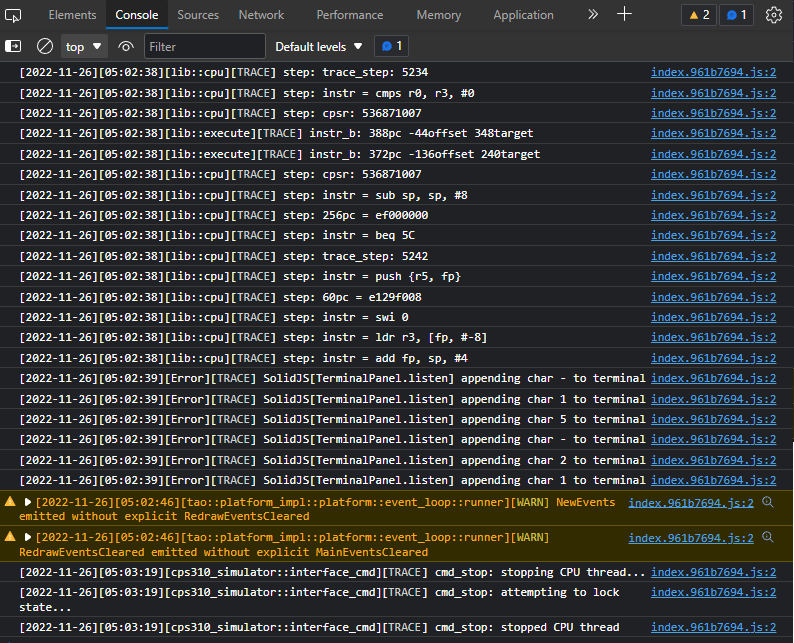 Elements Console Sources Network Performance Memory Application 2 1
top Filter Default levels 1
[2022-11-26][05:02:38][lib::cpu][TRACE] step: trace_step: 5234 index.961b7694.js:2
[2022-11-26][05:02:38][lib::cpu][TRACE] step: instr = cmps r0, r3, #0 index.961b7694.js:2
[2022-11-26][05:02:38][lib::cpu][TRACE] step: cpsr: 536871007 index.961b7694.js:2
[2022-11-26][05:02:38][lib::execute][TRACE] instr_b: 388pc -44offset 348target index.961b7694.js:2
[2022-11-26][05:02:38][lib::execute][TRACE] instr_b: 372pc -136offset 240target index.961b7694.js:2
[2022-11-26][05:02:38][lib::cpu][TRACE] step: cpsr: 536871007 index.961b7694.js:2
[2022-11-26][05:02:38][lib::cpu][TRACE] step: instr = sub sp, sp, #8 index.961b7694.js:2
[2022-11-26][05:02:38][lib::cpu][TRACE] step: 256pc = ef000000 index.961b7694.js:2
[2022-11-26][05:02:38][lib::cpu][TRACE] step: instr = beq 5C index.961b7694.js:2
[2022-11-26][05:02:38][lib::cpu][TRACE] step: trace_step: 5242 index.961b7694.js:2
[2022-11-26][05:02:38][lib::cpu][TRACE] step: instr = push {r5, fp} index.961b7694.js:2
[2022-11-26][05:02:38][lib::cpu][TRACE] step: 60pc = e129f008 index.961b7694.js:2
[2022-11-26][05:02:38][lib::cpu][TRACE] step: instr = swi 0 index.961b7694.js:2
[2022-11-26][05:02:38][lib::cpu][TRACE] step: instr = ldr r3, [fp, #-8] index.961b7694.js:2
[2022-11-26][05:02:38][lib::cpu][TRACE] step: instr = add fp, sp, #4 index.961b7694.js:2
[2022-11-26][05:02:39][Error][TRACE] SolidJS[TerminalPanel.listen] appending char - to terminal index.961b7694.js:2
[2022-11-26][05:02:39][Error][TRACE] SolidJS[TerminalPanel.listen] appending char 1 to terminal index.961b7694.js:2
[2022-11-26][05:02:39][Error][TRACE] SolidJS[TerminalPanel.listen] appending char 5 to terminal index.961b7694.js:2
[2022-11-26][05:02:39][Error][TRACE] SolidJS[TerminalPanel.listen] appending char - to terminal index.961b7694.js:2
[2022-11-26][05:02:39][Error][TRACE] SolidJS[TerminalPanel.listen] appending char 2 to terminal index.961b7694.js:2
[2022-11-26][05:02:39][Error][TRACE] SolidJS[TerminalPanel.listen] appending char 1 to terminal index.961b7694.js:2
[2022-11-26][05:02:46][tao::platform_impl::platform::event_loop::runner][WARN] NewEvents index.961b7694.js:2
emitted without explicit RedrawEventsCleared
[2022-11-26][05:02:46][tao::platform_impl::platform::event_loop::runner][WARN] index.961b7694.js:2
RedrawEventsCleared emitted without explicit MainEventsCleared
[2022-11-26][05:03:19][cps310_simulator::interface_cmd][TRACE] cmd_stop: stopping CPU thread... index.961b7694.js:2
[2022-11-26][05:03:19][cps310_simulator::interface_cmd][TRACE] cmd_stop: attempting to lock index.961b7694.js:2
state...
[2022-11-26][05:03:19][cps310_simulator::interface_cmd][TRACE] cmd_stop: stopped CPU thread index.961b7694.js:2